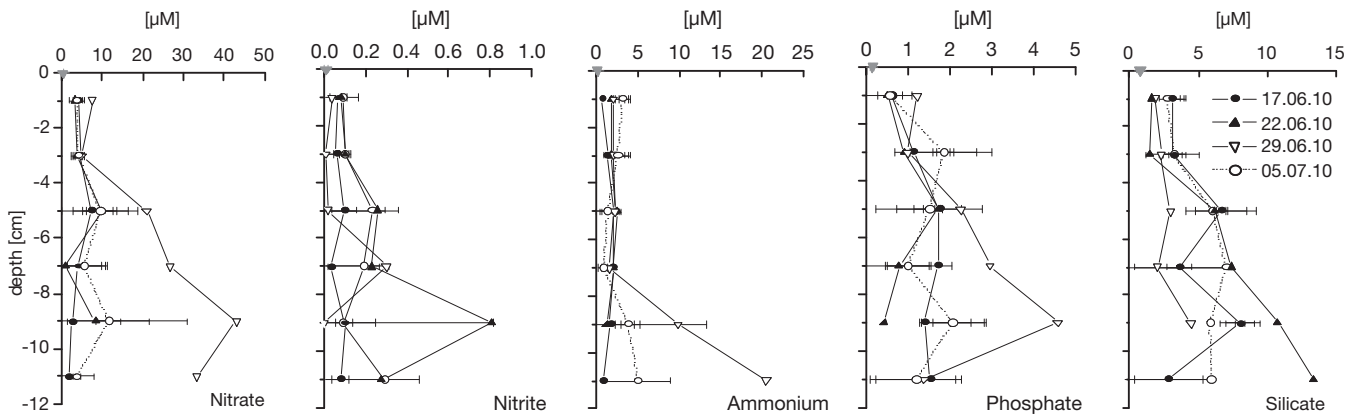 [µM] [µM] [µM] [µM] [µM]
0 10 20 30 40 50 0.0 0.2 0.4 0.6 0.8 1.0 0 5 10 15 20 25 0 1 2 3 4 5 0 5 10 15
0
-2
-4
-6
-8
-10
-12
depth [cm]
17.06.10
22.06.10
29.06.10
05.07.10
Nitrate Nitrite Ammonium Phosphate Silicate